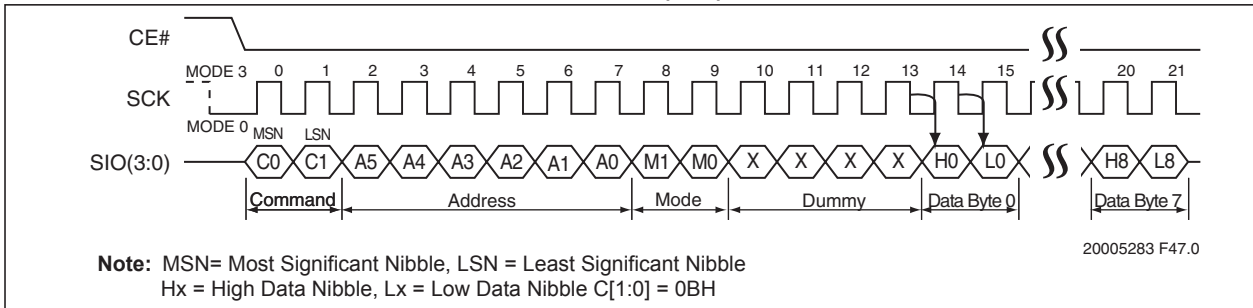 CE#
MODE 3 0 1 2 3 4 5 6 7 8 9 10 11 12 13 14 15 20 21
SCK
MODE 0
MSN LSN
SIO(3:0) C0 C1 A5 A4 A3 A2 A1 A0 M1 M0 X X X X H0 L0 H8 L8
Command Address Mode Dummy Data Byte 0 Data Byte 7
20005283 F47.0
Note: MSN= Most Significant Nibble, LSN = Least Significant Nibble
Hx = High Data Nibble, Lx = Low Data Nibble C[1:0] = 0BH